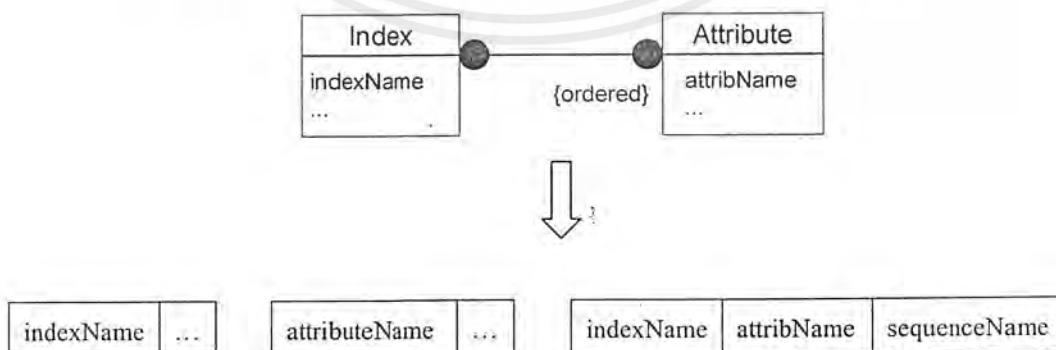 Index
indexName
...
{ordered}
Attribute
attribName
...
indexName ...
attributeName ...
indexName attribName sequenceName